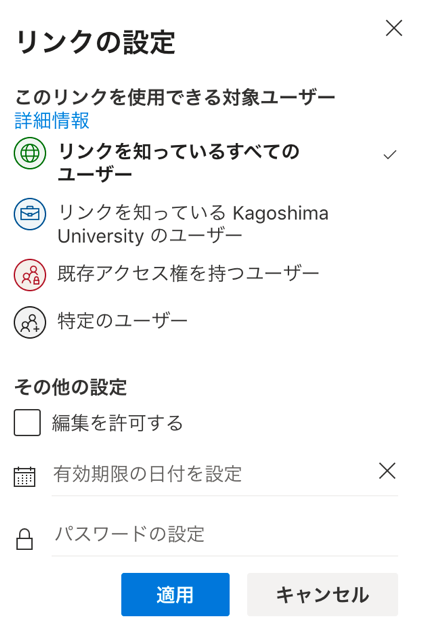 リンクの設定
このリンクを使用できる対象ユーザー
詳細情報
リンクを知っているすべての
ユーザー
リンクを知っている Kagoshima
University のユーザー
既存アクセス権を持つユーザー
特定のユーザー
その他の設定
編集を許可する
有効期限の日付を設定
パスワードの設定
適用
キャンセル